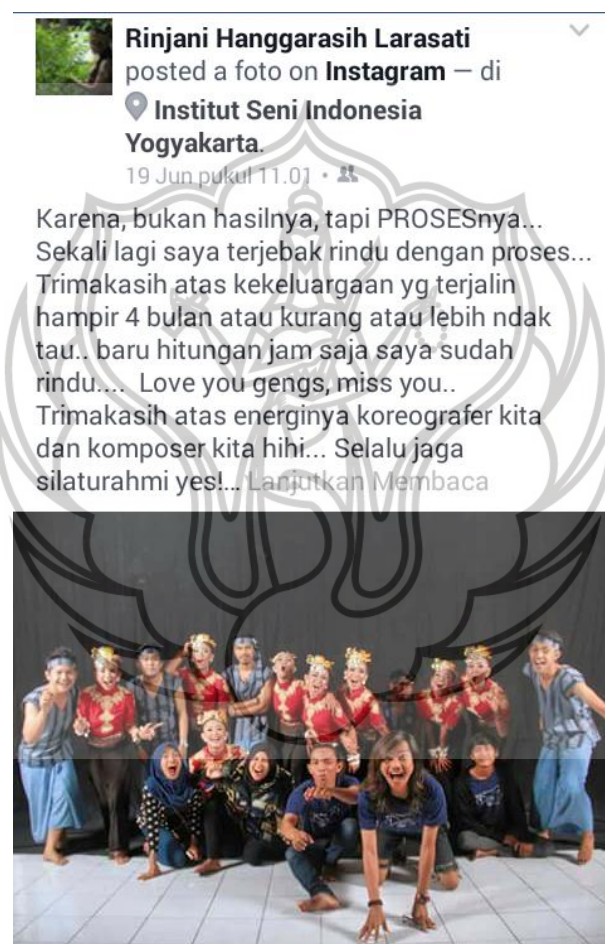 Rinjani Hanggarasih Larasati
posted a foto on Instagram — di
Institut Seni Indonesia
Yogyakarta.
19 Jun pukul 11.01 •
Karena, bukan hasilnya, tapi PROSESnya...
Sekali lagi saya terjebak rindu dengan proses...
Trimakasih atas kekeluargaan yg terjalin
hampir 4 bulan atau kurang atau lebih ndak
tau.. baru hitungan jam saja saya sudah
rindu.... Love you gengs, miss you..
Trimakasih atas energinya koreografer kita
dan komposer kita hihi... Selalu jaga
silaturahmi yes!... Lanjutkan Membaca